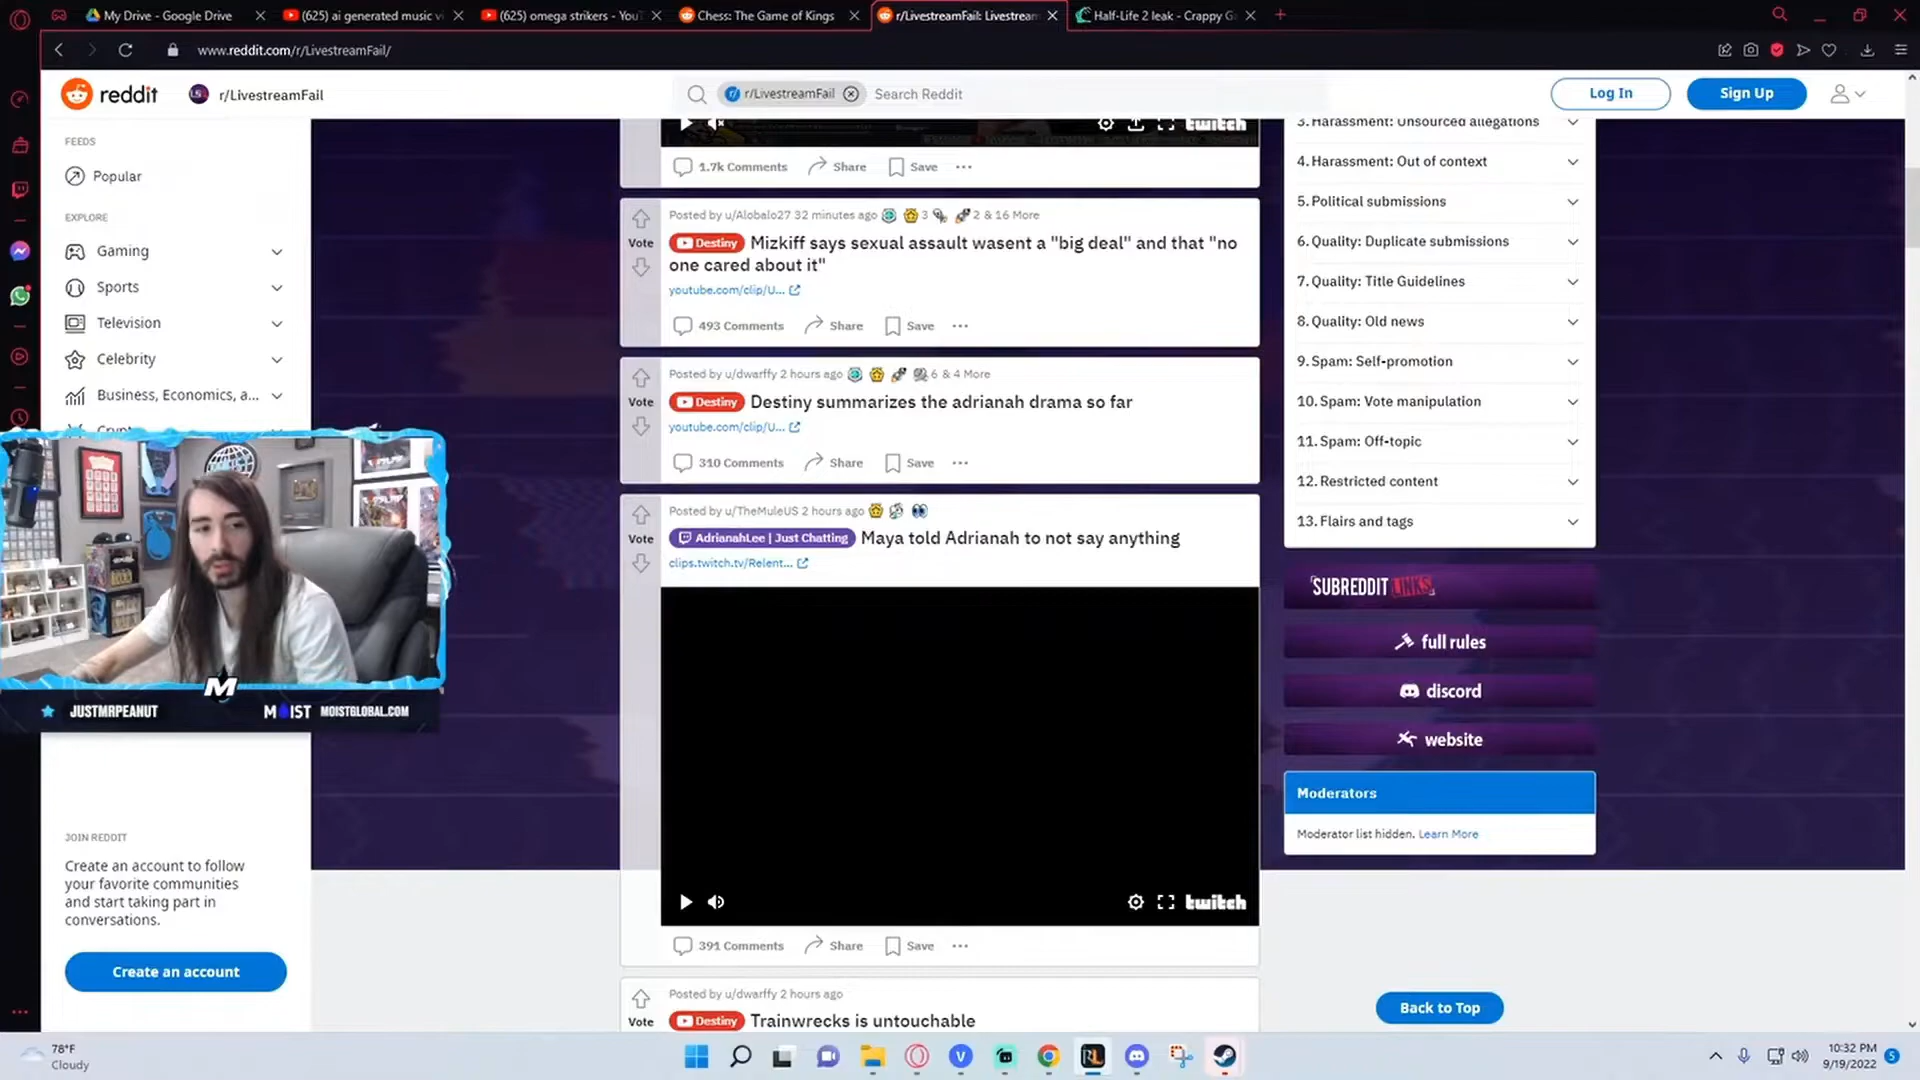 My Drive - Google Drive
(625) ai generated music vi
(625) omega strikers - YouT
Chess: The Game of Kings
r/LivestreamFail: Livestream
Half-Life 2 leak - Crappy G
www.reddit.com/r/LivestreamFail/
reddit
r/LivestreamFail
r/LivestreamFail
Search Reddit
Log In
Sign Up
FEEDS
Popular
EXPLORE
Gaming
Sports
Television
Celebrity
Business, Economics, a...
JUSTMRPEANUT
M
MOIST
MOISTGLOBAL.COM
JOIN REDDIT
Create an account to follow
your favorite communities
and start taking part in
conversations.
Create an account
twitch
1.7k Comments
Share
Save
Posted by u/Alobalo27 32 minutes ago 3 2 & 16 More
Vote
Destiny Mizkiff says sexual assault wasent a "big deal" and that "no
one cared about it"
youtube.com/clip/U...
493 Comments
Share
Save
Posted by u/dwarffy 2 hours ago 6 & 4 More
Vote
Destiny Destiny summarizes the adrianah drama so far
youtube.com/clip/U...
310 Comments
Share
Save
Posted by u/TheMuleUS 2 hours ago
Vote
AdrianahLee | Just Chatting Maya told Adrianah to not say anything
clips.twitch.tv/Relent...
twitch
391 Comments
Share
Save
Posted by u/dwarffy 2 hours ago
Vote
Destiny Trainwrecks is untouchable
3. Harassment: Unsourced allegations
4. Harassment: Out of context
5. Political submissions
6. Quality: Duplicate submissions
7. Quality: Title Guidelines
8. Quality: Old news
9. Spam: Self-promotion
10. Spam: Vote manipulation
11. Spam: Off-topic
12. Restricted content
13. Flairs and tags
SUBREDDIT LINKS
full rules
discord
website
Moderators
Moderator list hidden. Learn More
Back to Top
78°F
Cloudy
10:32 PM
9/19/2022
5